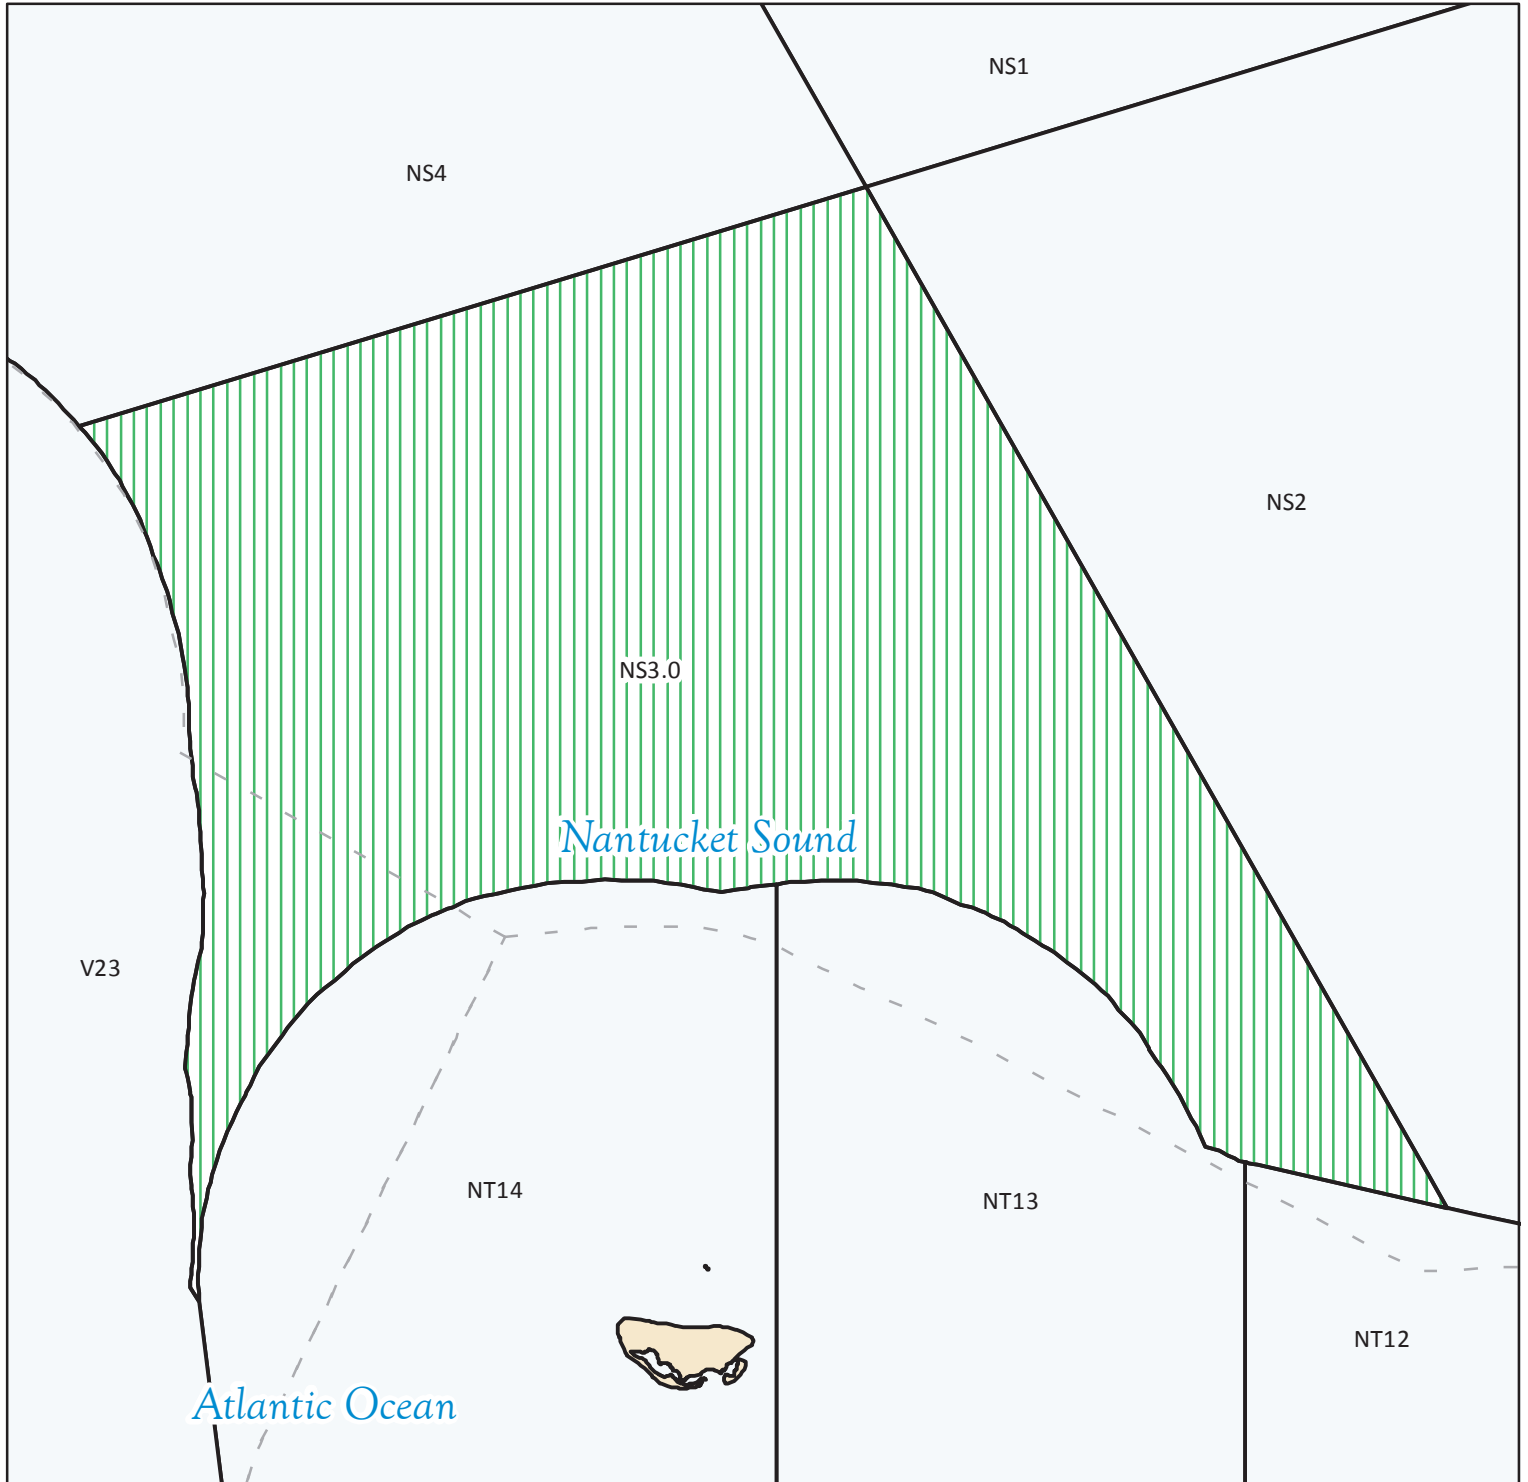 NS1
NS4
NS2
NS3.0
Nantucket Sound
V23
NT14
NT13
NT12
Atlantic Ocean